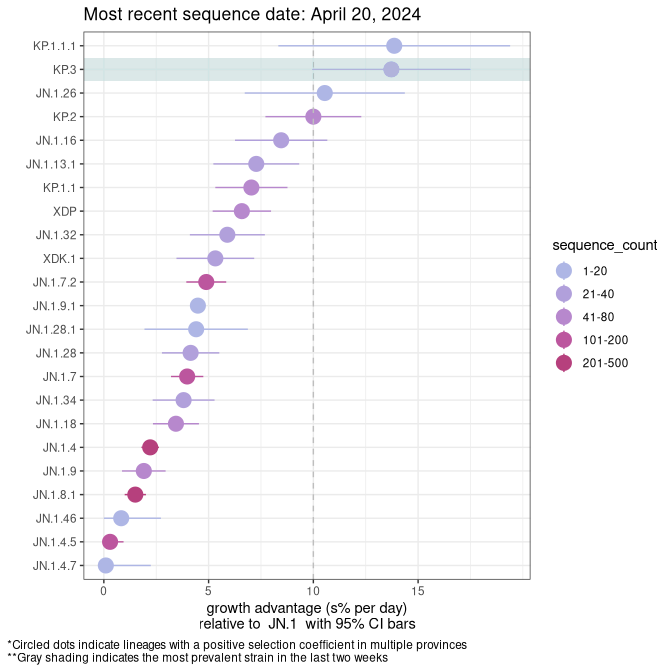 Most recent sequence date: April 20, 2024
KP.1.1.1
KP.3
JN.1.26
KP.2
JN.1.16
JN.1.13.1
KP.1.1
XDP
JN.1.32
XDK.1
JN.1.7.2
JN.1.9.1
JN.1.28.1
JN.1.28
JN.1.7
JN.1.34
JN.1.18
JN.1.4
JN.1.9
JN.1.8.1
JN.1.46
JN.1.4.5
JN.1.4.7
0 5 10 15
growth advantage (s% per day)
relative to JN.1 with 95% CI bars
sequence_count
1-20
21-40
41-80
101-200
201-500
*Circled dots indicate lineages with a positive selection coefficient in multiple provinces
**Gray shading indicates the most prevalent strain in the last two weeks